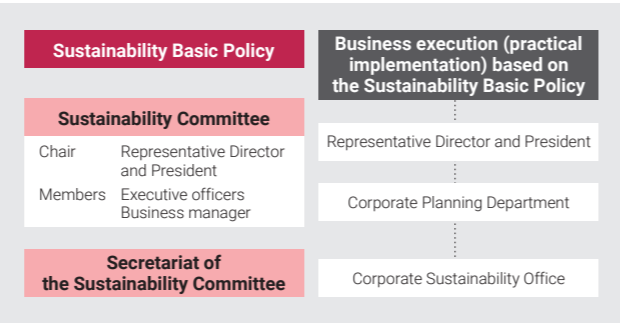 Sustainability Basic Policy
Sustainability Committee
Chair Representative Director
and President
Members Executive officers
Business manager
Secretariat of
the Sustainability Committee
Business execution (practical
implementation) based on
the Sustainability Basic Policy
Representative Director and President
Corporate Planning Department
Corporate Sustainability Office